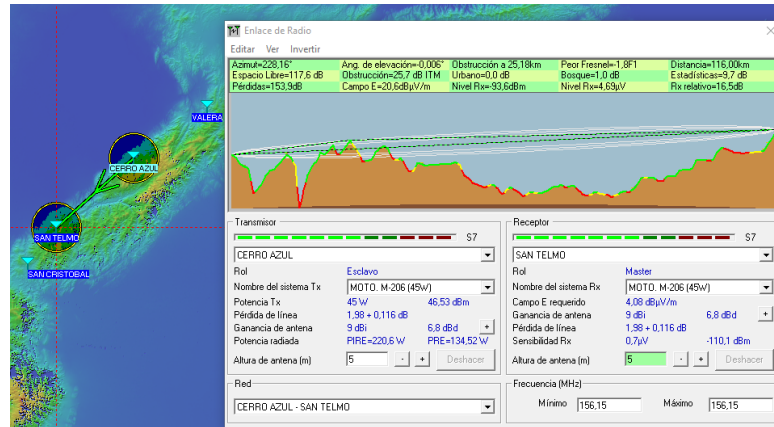 Enlace de Radio
Editar Ver Invertir
Azimut=228,16° Ang. de elevación=-0,006° Obstrucción a 25,18km Peor Fresnel=-1,8F1 Distancia=116,00km
Espacio Libre=117,6 dB Obstrucción=25,7 dB ITM Urbano=0,0 dB Bosque=1,0 dB Estadísticas=9,7 dB
Pérdidas=153,9dB Campo E=20,6dBµV/m Nivel Rx=-93,6dBm Nivel Rx=4,69µV Rx relativo=16,5dB
VALERA
CERRO AZUL
SAN TELMO
SAN CRISTOBAL
Transmisor
S7
CERRO AZUL
Rol Esclavo
Nombre del sistema Tx MOTO. M-206 (45W)
Potencia Tx 45 W 46,53 dBm
Pérdida de línea 1,98 + 0,116 dB
Ganancia de antena 9 dBi 6,8 dBd +
Potencia radiada PIRE=220,6 W PRE=134,52 W
Altura de antena (m) 5 - + Deshacer
Red
CERRO AZUL - SAN TELMO
Receptor
S7
SAN TELMO
Rol Master
Nombre del sistema Rx MOTO. M-206 (45W)
Campo E requerido 4,08 dBµV/m
Ganancia de antena 9 dBi 6,8 dBd +
Pérdida de línea 1,98 + 0,116 dB
Sensibilidad Rx 0,7µV -110,1 dBm
Altura de antena (m) 5 - + Deshacer
Frecuencia (MHz)
Mínimo 156,15 Máximo 156,15